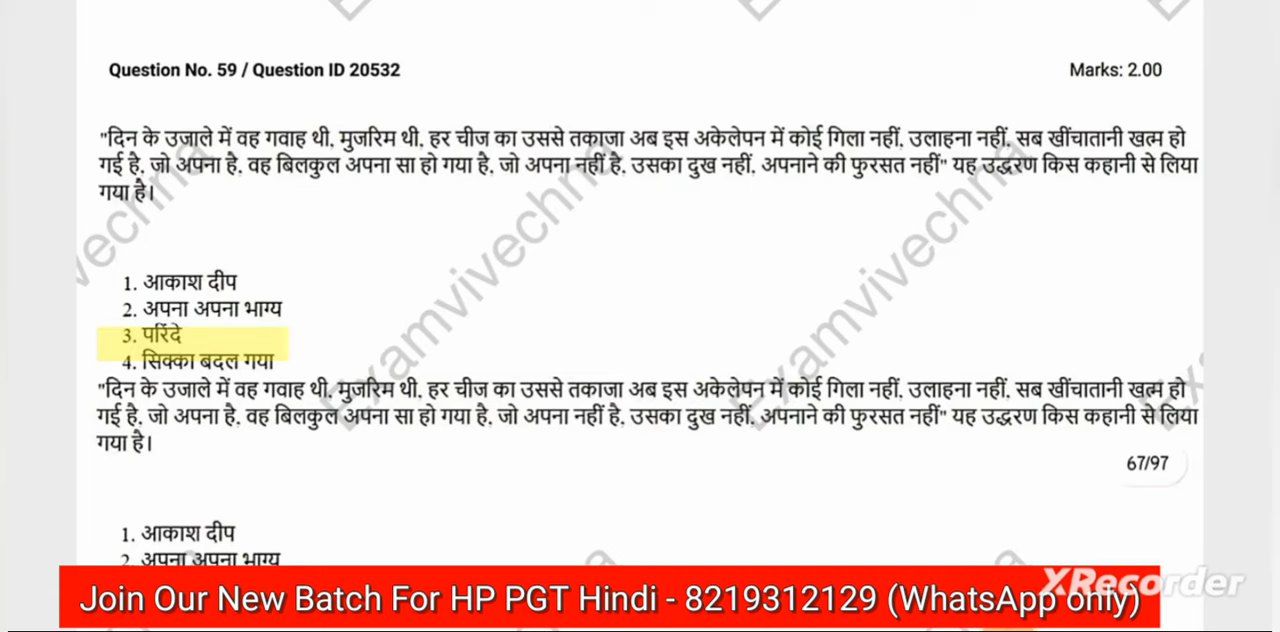 Question No. 59 / Question ID 20532
Marks: 2.00
"दिन के उजाले में वह गवाह थी, मुजरिम थी, हर चीज का उससे तकाजा अब इस अकेलेपन में कोई गिला नहीं, उलाहना नहीं, सब खींचातानी खत्म हो
गई है, जो अपना है, वह बिलकुल अपना सा हो गया है, जो अपना नहीं है, उसका दुख नहीं, अपनाने की फुरसत नहीं" यह उद्धरण किस कहानी से लिया
गया है।
1. आकाश दीप
2. अपना अपना भाग्य
3. परिंदे
4. सिक्का बदल गया
"दिन के उजाले में वह गवाह थी, मुजरिम थी, हर चीज का उससे तकाजा अब इस अकेलेपन में कोई गिला नहीं, उलाहना नहीं, सब खींचातानी खत्म हो
गई है, जो अपना है, वह बिलकुल अपना सा हो गया है, जो अपना नहीं है, उसका दुख नहीं, अपनाने की फुरसत नहीं" यह उद्धरण किस कहानी से लिया
गया है।
67/97
1. आकाश दीप
2. अपना अपना भाग्य
Join Our New Batch For HP PGT Hindi - 8219312129 (WhatsApp only)
XRecorder
Examvivechna
Examvivechna